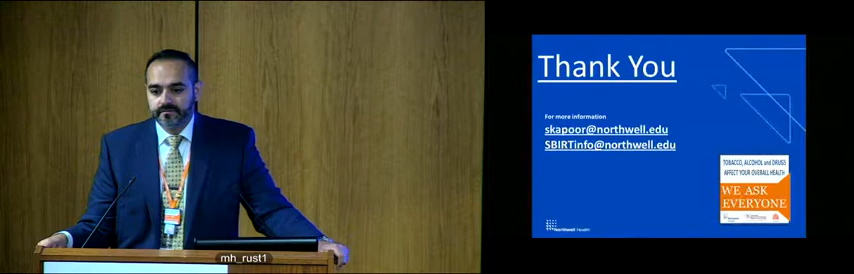 mh_rust1
Thank You
For more information
skapoor@northwell.edu
SBIRTinfo@northwell.edu
TOBACCO, ALCOHOL and DRUGS
AFFECT YOUR OVERALL HEALTH
WE ASK
EVERYONE
Northwell Health